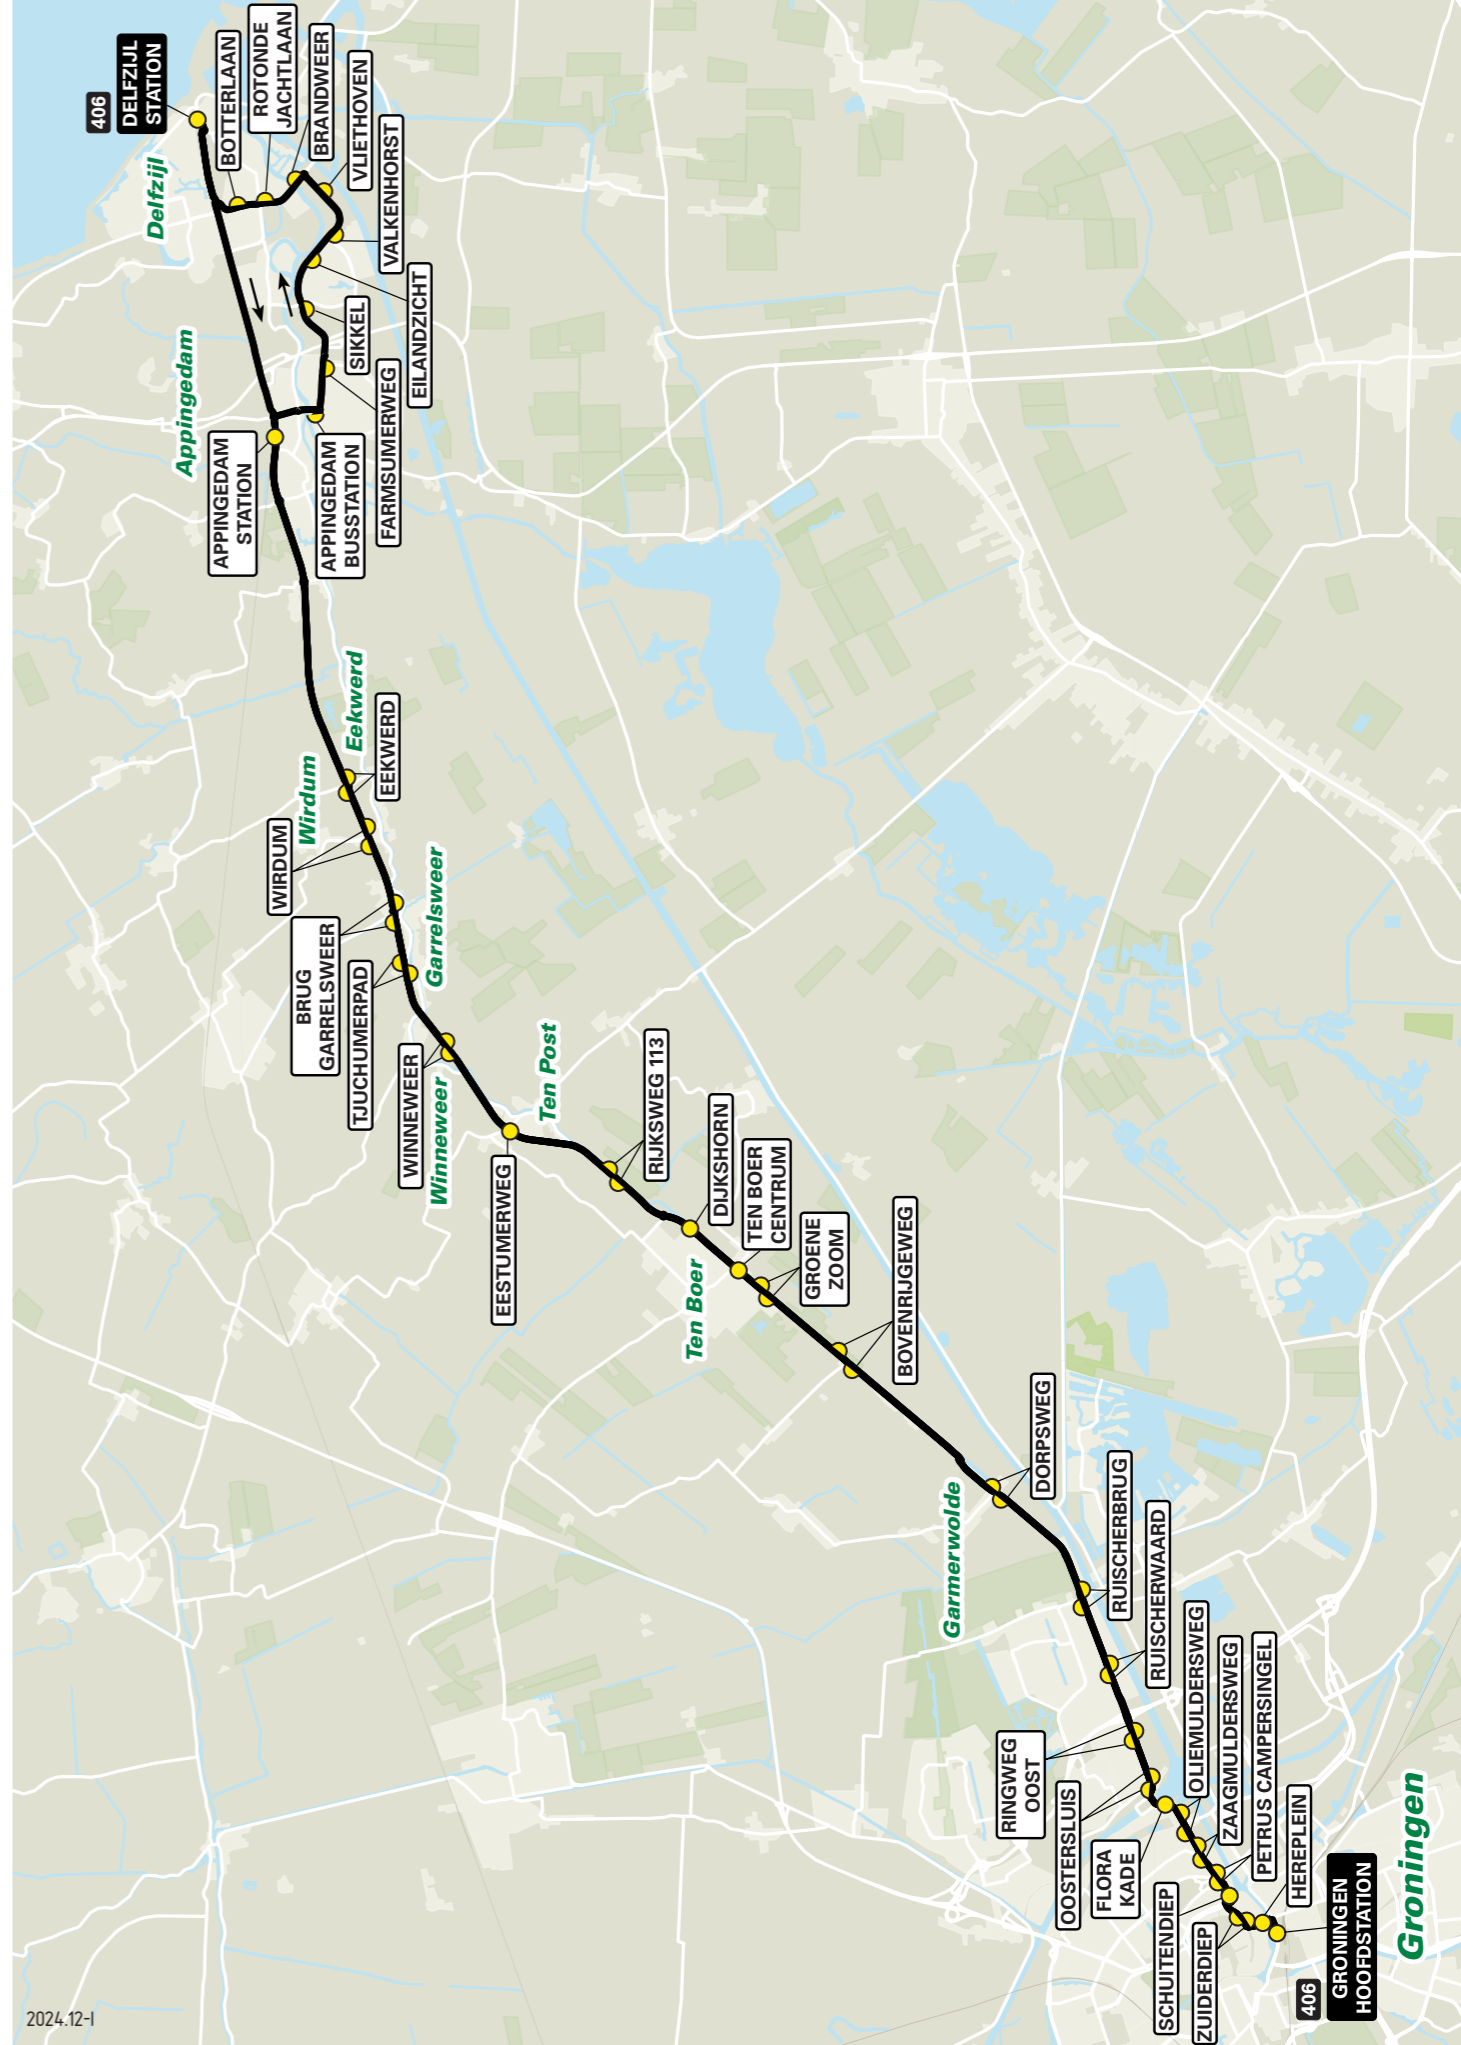 406
DELFZIJL
STATION
BOTTERLAAN
ROTONDE
JACHTLAAN
BRANDWEER
VLIETHOVEN
VALKENHORST
EILANDZICHT
SIKKEL
FARMSUMERWEG
APPINGEDAM
BUSSTATION
APPINGEDAM
STATION
Delfzijl
Appingedam
Eekwerd
EEKWERD
Wirdum
WIRDUM
BRUG
GARRELSWEER
Garrelsweer
TJUCHUMERPAD
WINNEWEER
Winneweer
Ten Post
EESTUMERWEG
RIJKSWEG 113
DIJKSHORN
TEN BOER
CENTRUM
GROENE
ZOOM
Ten Boer
BOVENRIJGEWEG
DORPSWEG
Garmerwolde
RUISCHERBRUG
RUISCHERWAARD
RINGWEG
OOST
OOSTERSLUIS
FLORA
KADE
OLIEMULDERSWEG
ZAAGMULDERSWEG
PETRUS CAMPERSINGEL
SCHUITENDIEP
ZUIDERDIEP
HEREPLEIN
406
GRONINGEN
HOOFDSTATION
Groningen
2024.12-I